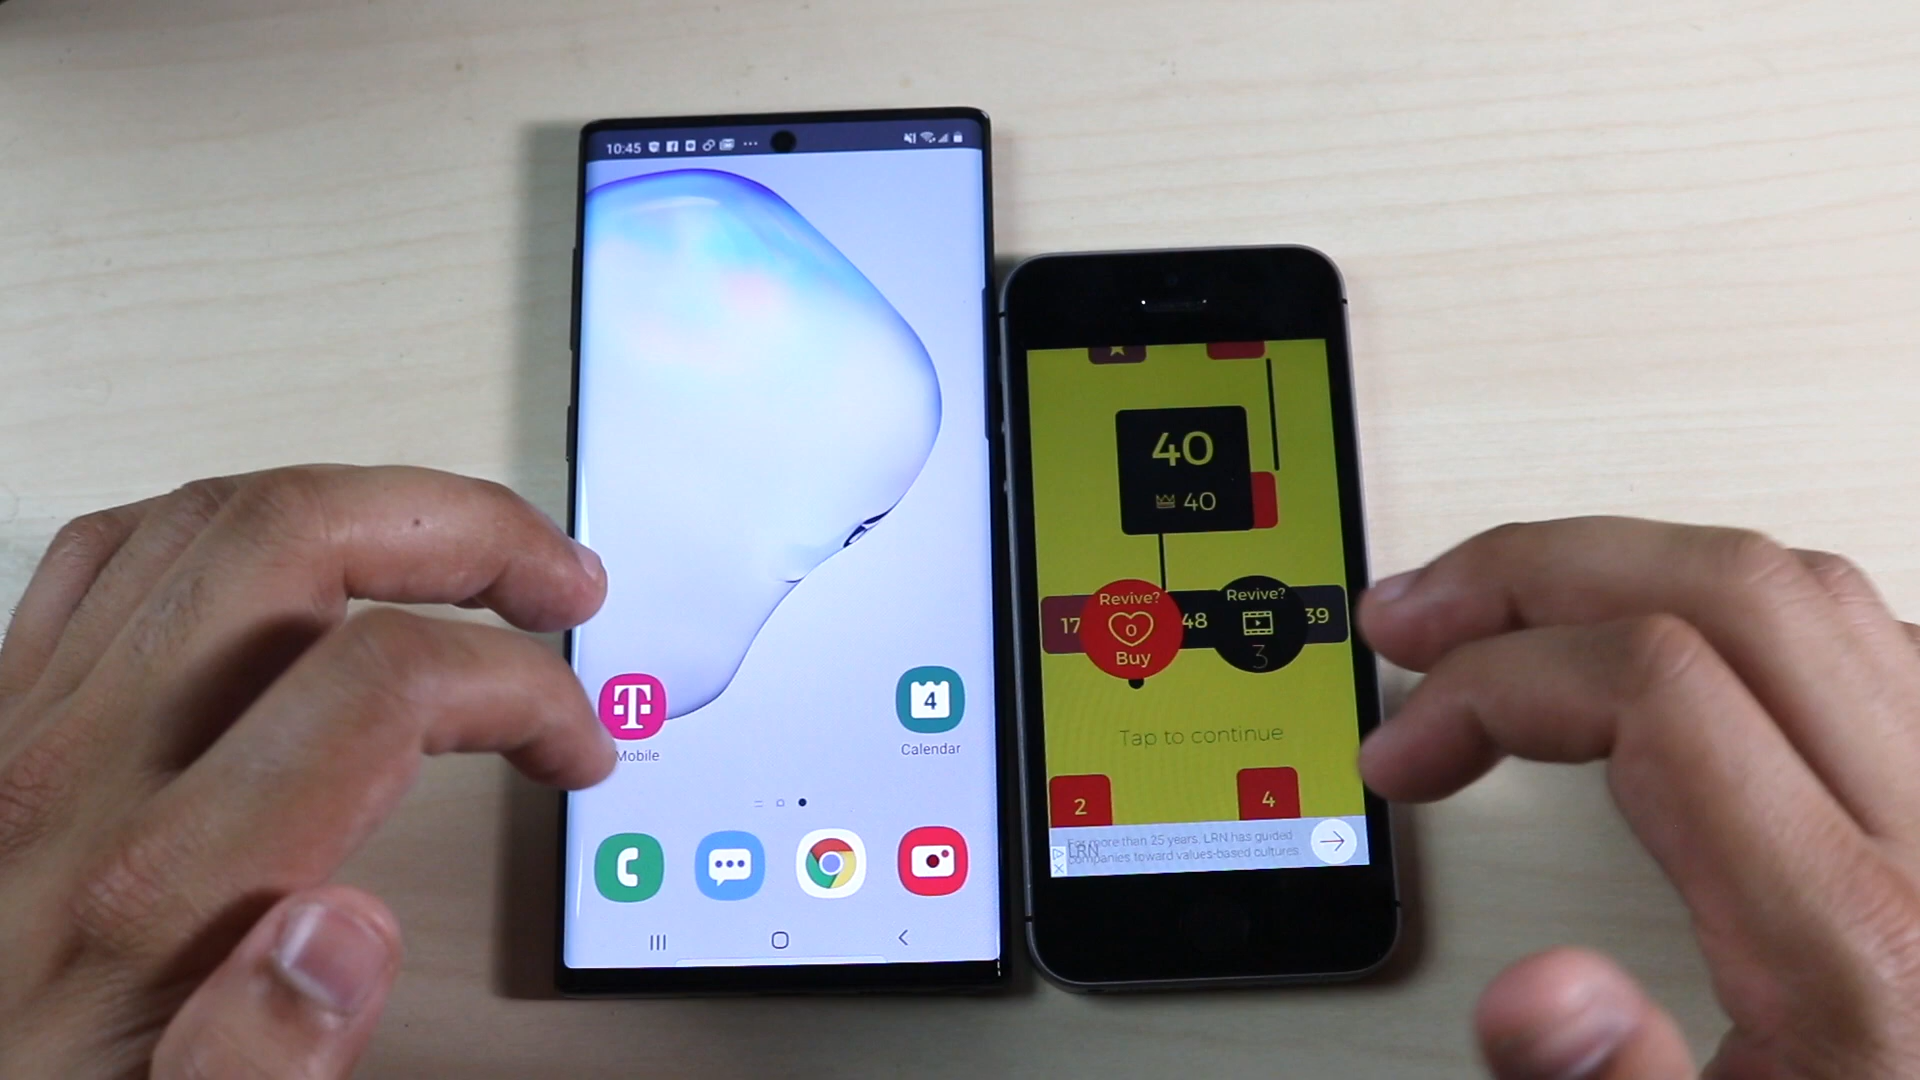 10:45
T
Mobile
4
Calendar
40
40
Revive?
0
Buy
Revive?
3
17
48
39
Tap to continue
2
4
For more than 25 years, LRN has guided
companies toward values-based cultures.
LRN